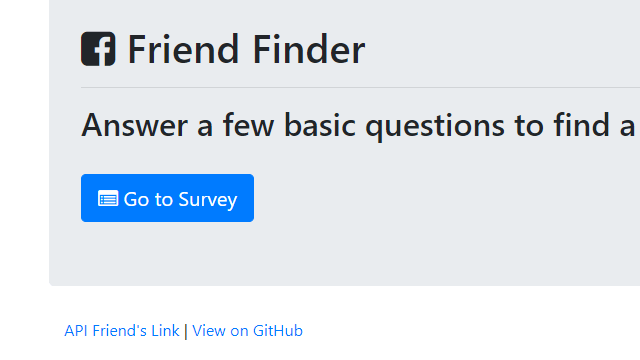 Friend Finder
Answer a few basic questions to find a
Go to Survey
API Friend's Link | View on GitHub